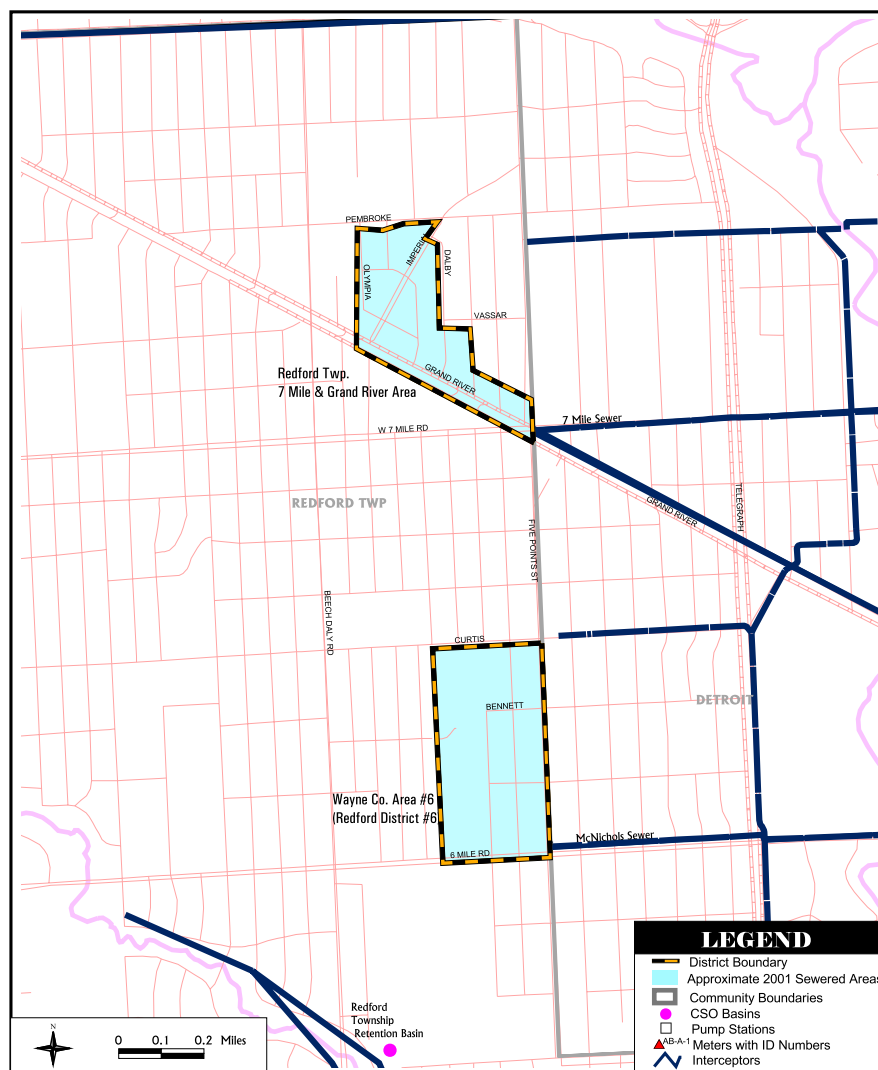 PEMBROKE
IMPERIAL
DALBY
OLYMPIA
VASSAR
Redford Twp.
7 Mile & Grand River Area
GRAND RIVER
7 Mile Sewer
W 7 MILE RD
REDFORD TWP
TELEGRAPH
GRAND RIVER
FIVE POINTS ST
BEECH DALY RD
CURTIS
DETROIT
BENNETT
Wayne Co. Area #6
(Redford District #6
McNichols Sewer
6 MILE RD
LEGEND
District Boundary
Approximate 2001 Sewered Areas
Community Boundaries
CSO Basins
Pump Stations
AB-A-1 Meters with ID Numbers
Interceptors
Redford
Township
Retention Basin
N
0 0.1 0.2 Miles